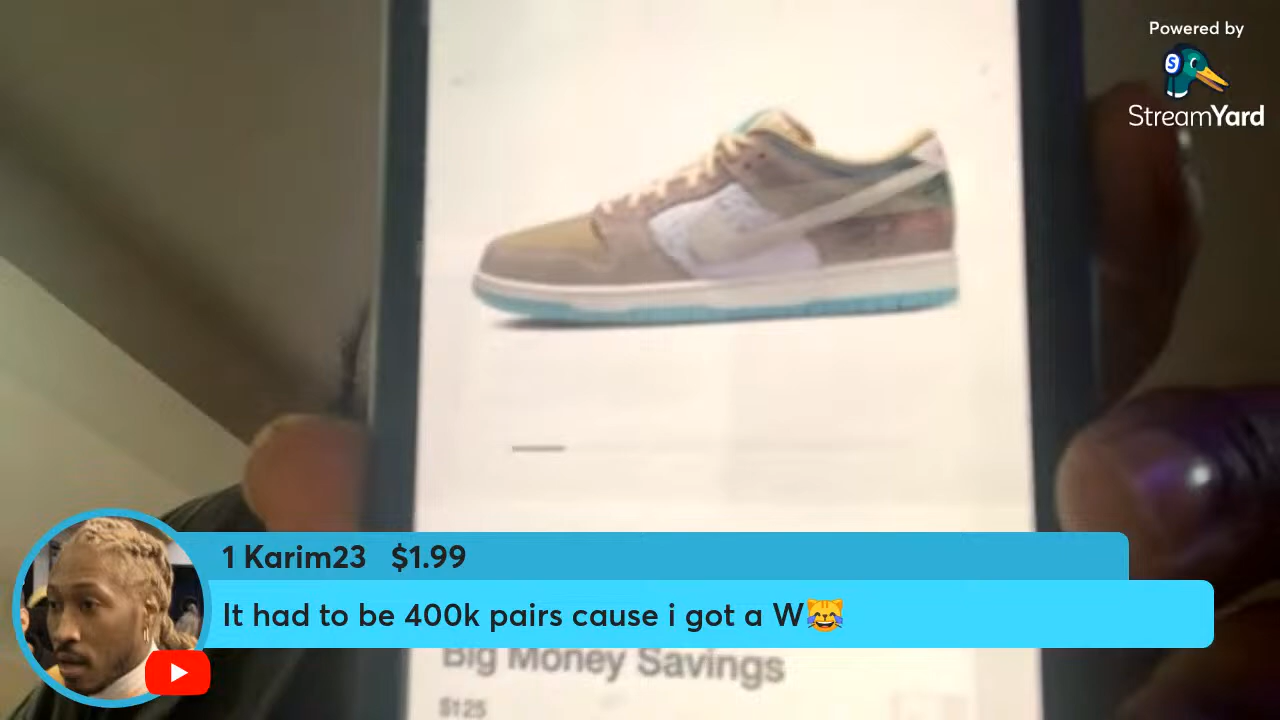 Powered by
StreamYard
1 Karim23 $1.99
It had to be 400k pairs cause i got a W😹
Big Money Savings
$125